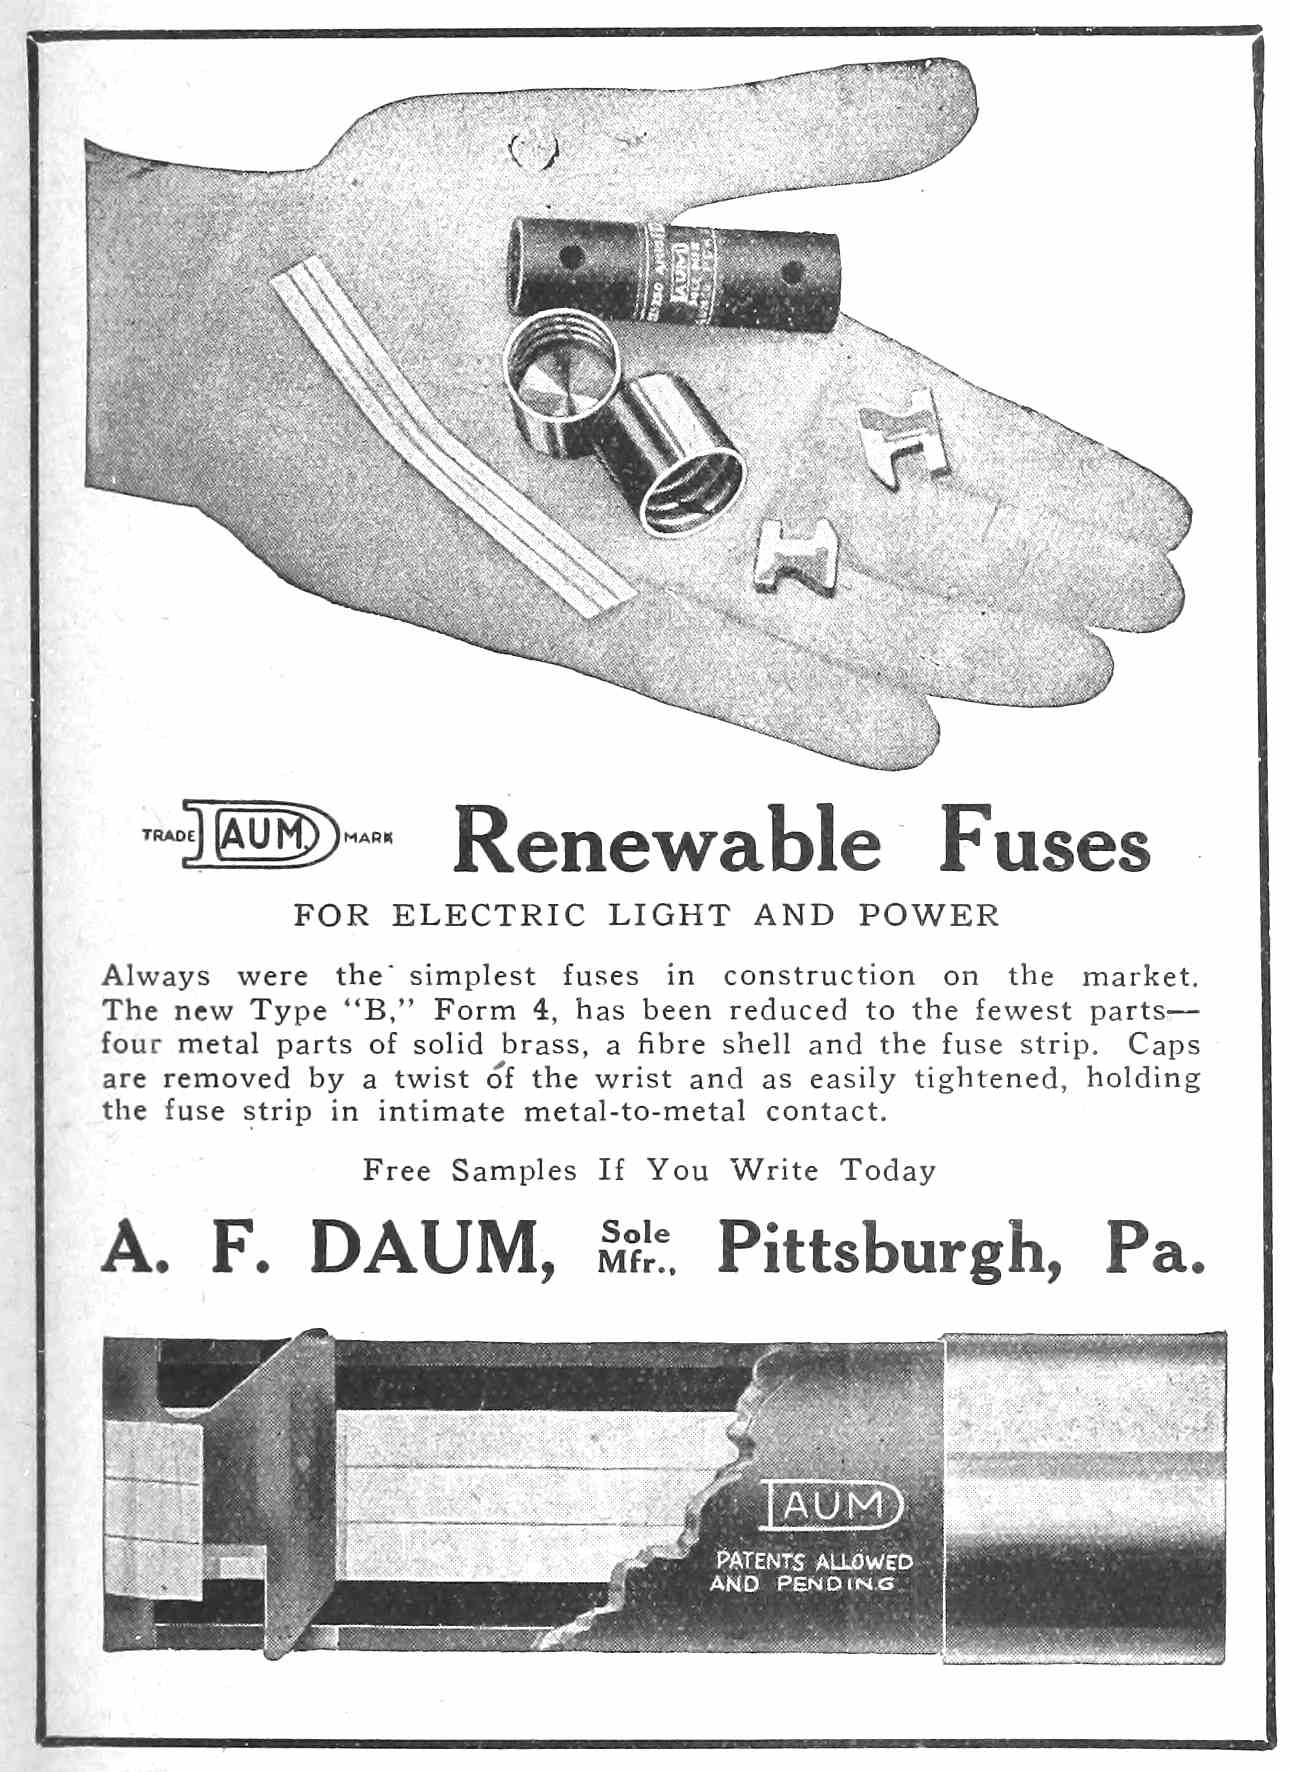 DAUM
TRADE DAUM MARK Renewable Fuses
FOR ELECTRIC LIGHT AND POWER
Always were the simplest fuses in construction on the market.
The new Type “B,” Form 4, has been reduced to the fewest parts—
four metal parts of solid brass, a fibre shell and the fuse strip. Caps
are removed by a twist of the wrist and as easily tightened, holding
the fuse strip in intimate metal-to-metal contact.
Free Samples If You Write Today
A. F. DAUM, Sole Mfr., Pittsburgh, Pa.
DAUM
PATENTS ALLOWED
AND PENDING